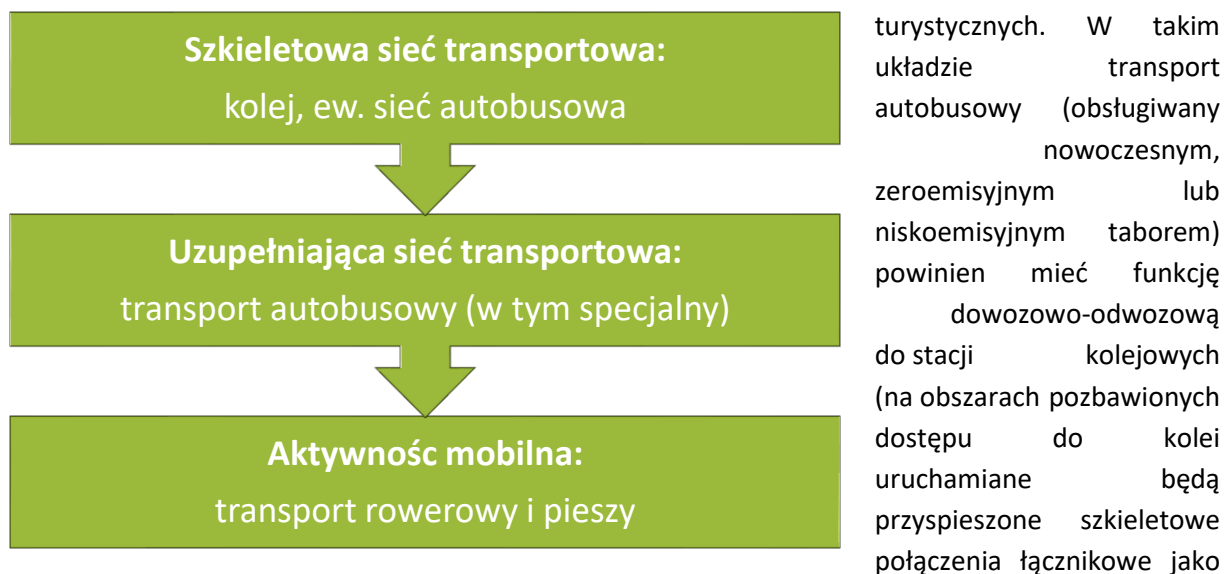 Szkieletowa sieć transportowa:
kolej, ew. sieć autobusowa
Uzupełniająca sieć transportowa:
transport autobusowy (w tym specjalny)
Aktywnośc mobilna:
transport rowerowy i pieszy
turystycznych. W takim
układzie transport
autobusowy (obsługiwany
nowoczesnym,
zeroemisyjnym lub
niskoemisyjnym taborem)
powinien mieć funkcję
dowozowo-odwozową
do stacji kolejowych
(na obszarach pozbawionych
dostępu do kolei
uruchamiane będą
przyspieszone szkieletowe
połączenia łącznikowe jako